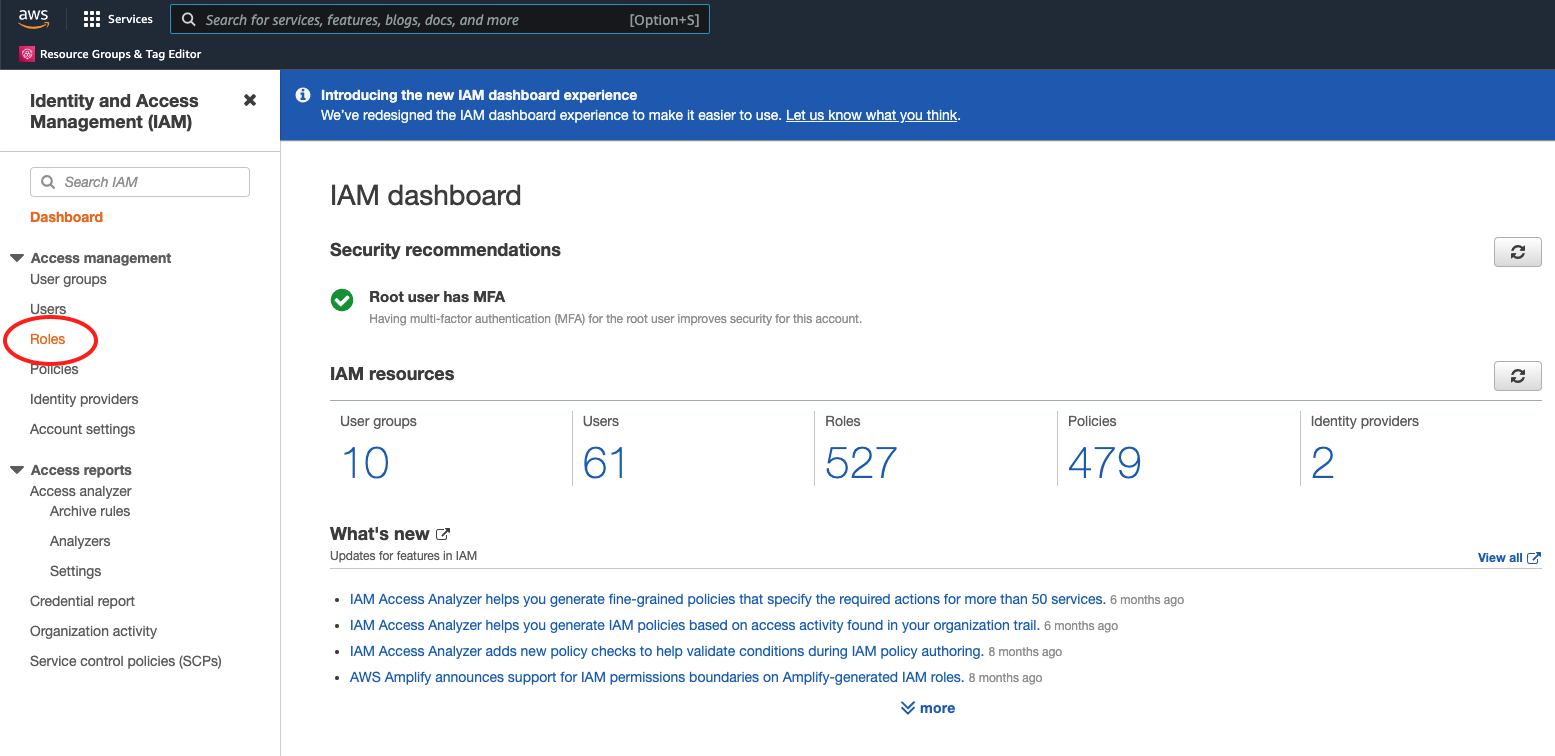 aws
Services
Search for services, features, blogs, docs, and more
[Option+S]
Resource Groups & Tag Editor
Identity and Access
Management (IAM)
Search IAM
Dashboard
Access management
User groups
Users
Roles
Policies
Identity providers
Account settings
Access reports
Access analyzer
Archive rules
Analyzers
Settings
Credential report
Organization activity
Service control policies (SCPs)
Introducing the new IAM dashboard experience
We've redesigned the IAM dashboard experience to make it easier to use. Let us know what you think.
IAM dashboard
Security recommendations
Root user has MFA
Having multi-factor authentication (MFA) for the root user improves security for this account.
IAM resources
User groups
10
Users
61
Roles
527
Policies
479
Identity providers
2
What's new
Updates for features in IAM
View all
• IAM Access Analyzer helps you generate fine-grained policies that specify the required actions for more than 50 services. 6 months ago
• IAM Access Analyzer helps you generate IAM policies based on access activity found in your organization trail. 6 months ago
• IAM Access Analyzer adds new policy checks to help validate conditions during IAM policy authoring. 8 months ago
• AWS Amplify announces support for IAM permissions boundaries on Amplify-generated IAM roles. 8 months ago
more